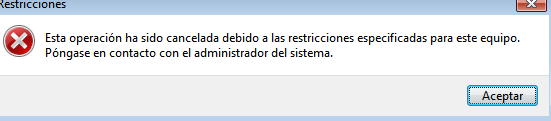 Restricciones
Esta operación ha sido cancelada debido a las restricciones especificadas para este equipo.
Póngase en contacto con el administrador del sistema.
Aceptar